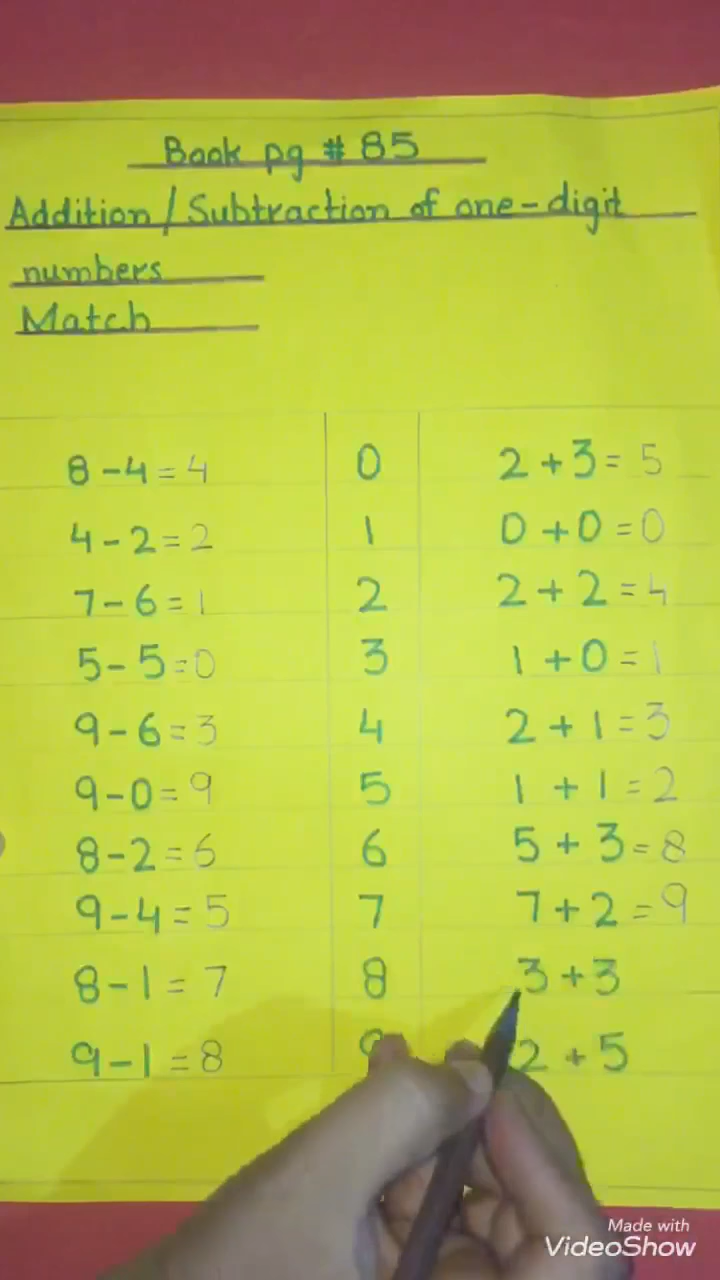 Book pg # 85
Addition / Subtraction of one-digit
numbers
Match
8 - 4 = 4 0 2 + 3 = 5
4 - 2 = 2 1 0 + 0 = 0
7 - 6 = 1 2 2 + 2 = 4
5 - 5 = 0 3 1 + 0 = 1
9 - 6 = 3 4 2 + 1 = 3
9 - 0 = 9 5 1 + 1 = 2
8 - 2 = 6 6 5 + 3 = 8
9 - 4 = 5 7 7 + 2 = 9
8 - 1 = 7 8 3 + 3
9 - 1 = 8 9 2 + 5
Made with
VideoShow